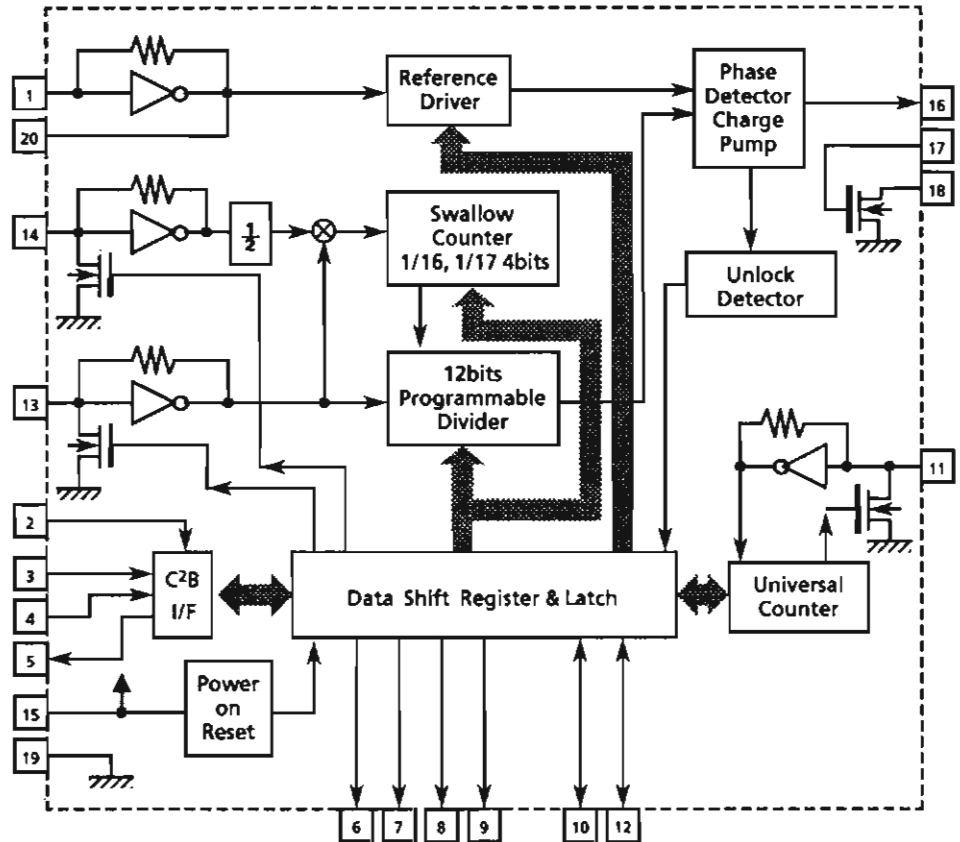 1
Reference
Driver
Phase
Detector
Charge
Pump
16
20
17
18
14
1/2
Swallow
Counter
1/16, 1/17 4bits
Unlock
Detector
13
12bits
Programmable
Divider
11
2
3
C²B
I/F
Data Shift Register & Latch
Universal
Counter
4
5
15
Power
on
Reset
19
6 7 8 9 10 12